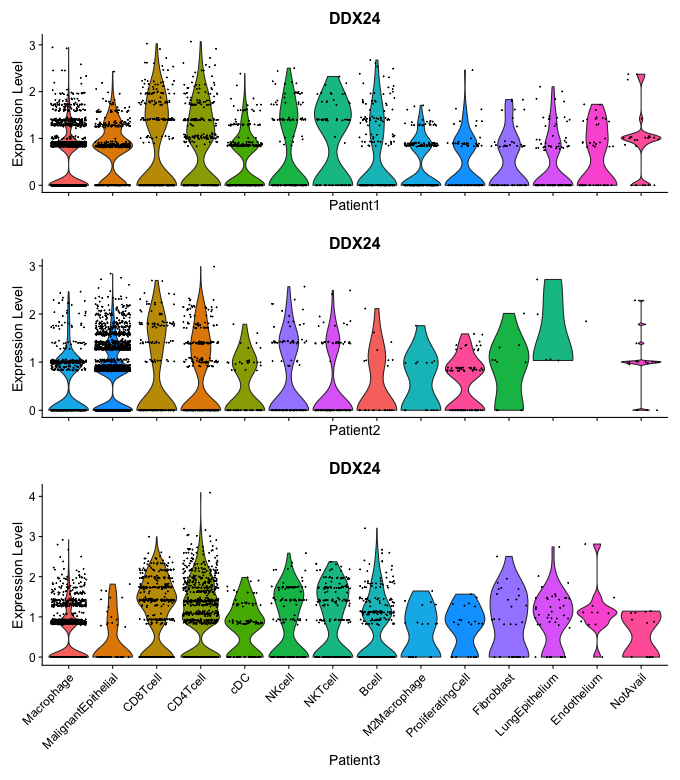 DDX24
Expression Level
3
2
1
0
Patient1
DDX24
Expression Level
3
2
1
0
Patient2
DDX24
Expression Level
4
3
2
1
0
Macrophage
MalignantEpithelial
CD8Tcell
CD4Tcell
cDC
NKcell
NKTcell
Bcell
M2Macrophage
ProliferatingCell
Fibroblast
LungEpithelium
Endothelium
NotAvail
Patient3